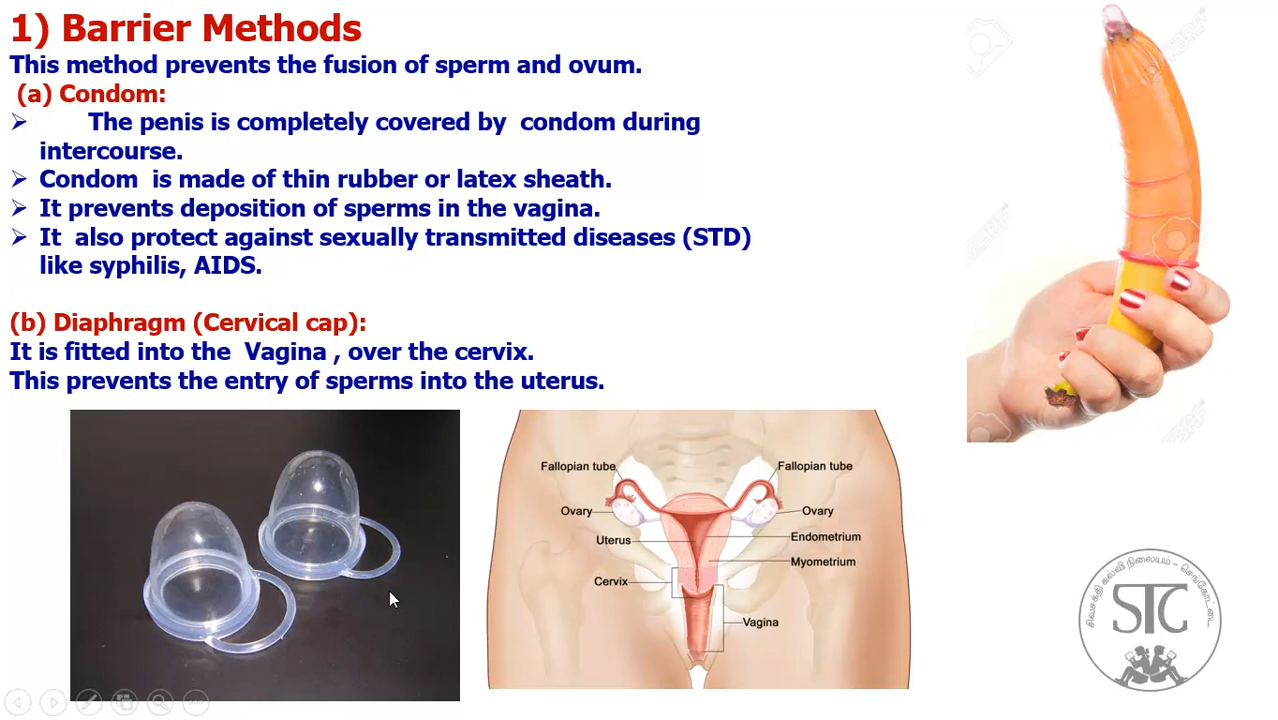 1) Barrier Methods
This method prevents the fusion of sperm and ovum.
(a) Condom:
➢ The penis is completely covered by condom during
intercourse.
➢ Condom is made of thin rubber or latex sheath.
➢ It prevents deposition of sperms in the vagina.
➢ It also protect against sexually transmitted diseases (STD)
like syphilis, AIDS.
(b) Diaphragm (Cervical cap):
It is fitted into the Vagina , over the cervix.
This prevents the entry of sperms into the uterus.
Fallopian tube
Fallopian tube
Ovary
Ovary
Uterus
Endometrium
Myometrium
Cervix
Vagina
சிவசக்தி கல்வி நிலையம் - செங்கோட்டை
STC